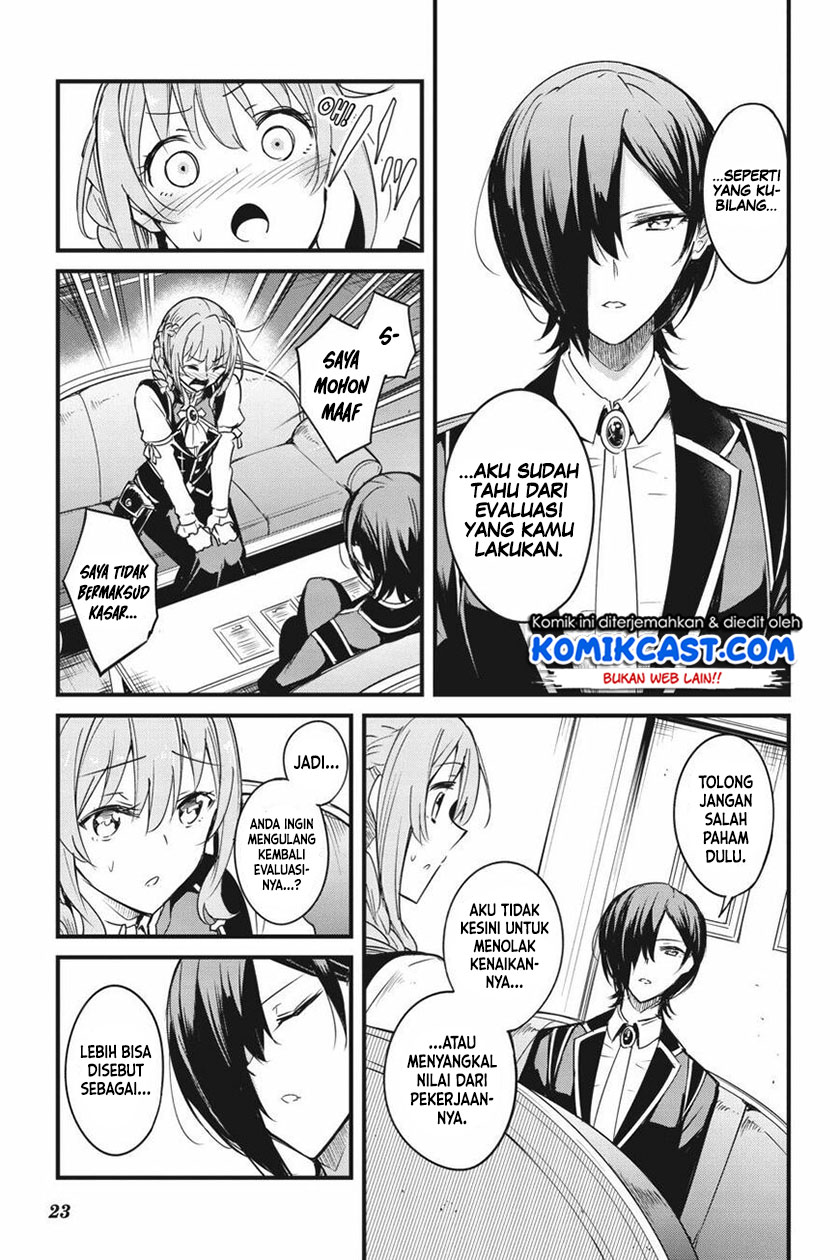 ...SEPERTI
YANG KU-
BILANG...
...AKU SUDAH
TAHU DARI
EVALUASI
YANG KAMU
LAKUKAN.
Komik ini diterjemahkan & diedit oleh
KOMIKCAST.COM
BUKAN WEB LAIN!!
OH!
S-
SAYA
MOHON
MAAF
SAYA TIDAK
BERMAKSUD
KASAR...
TOLONG
JANGAN
SALAH
PAHAM
DULU.
AKU TIDAK
KESINI UNTUK
MENOLAK
KENAIKAN-
NYA...
...ATAU
MENYANGKAL
NILAI DARI
PEKERJAAN-
NYA.
JADI...
ANDA INGIN
MENGULANG
KEMBALI
EVALUASI-
NYA...?
LEBIH BISA
DISEBUT
SEBAGAI...
23